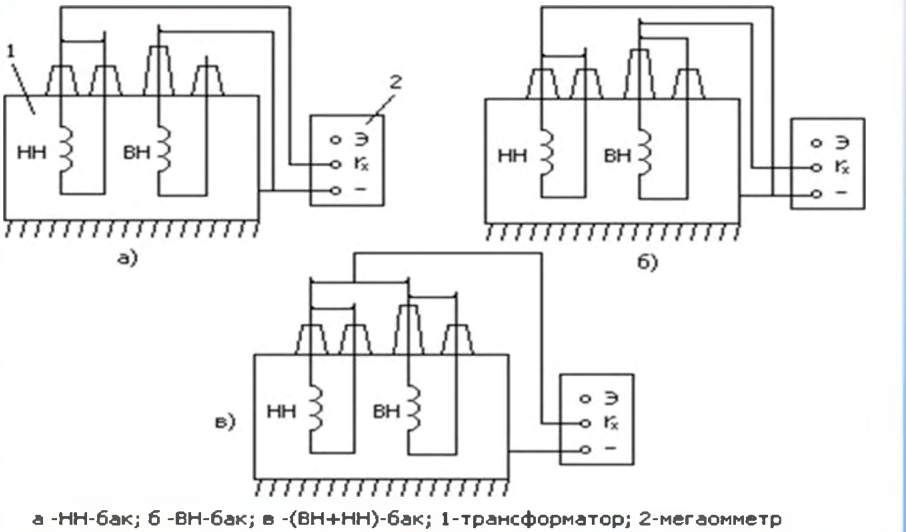 1
НН
ВН
2
Э
rx
–
а)
НН
ВН
Э
rx
–
б)
НН
ВН
Э
rx
–
в)
а -НН-бак; б -ВН-бак; в -(ВН+НН)-бак; 1-трансформатор; 2-мегаомметр